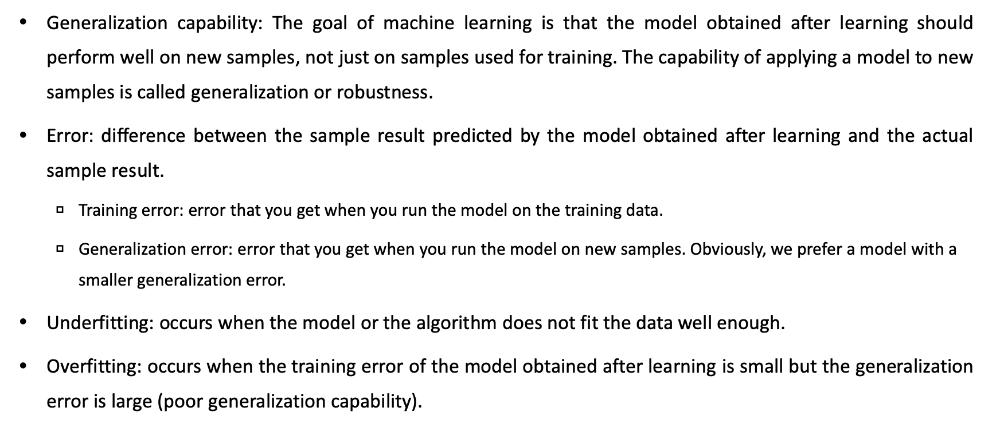 • Generalization capability: The goal of machine learning is that the model obtained after learning should
perform well on new samples, not just on samples used for training. The capability of applying a model to new
samples is called generalization or robustness.
• Error: difference between the sample result predicted by the model obtained after learning and the actual
sample result.
▫ Training error: error that you get when you run the model on the training data.
▫ Generalization error: error that you get when you run the model on new samples. Obviously, we prefer a model with a
smaller generalization error.
• Underfitting: occurs when the model or the algorithm does not fit the data well enough.
• Overfitting: occurs when the training error of the model obtained after learning is small but the generalization
error is large (poor generalization capability).